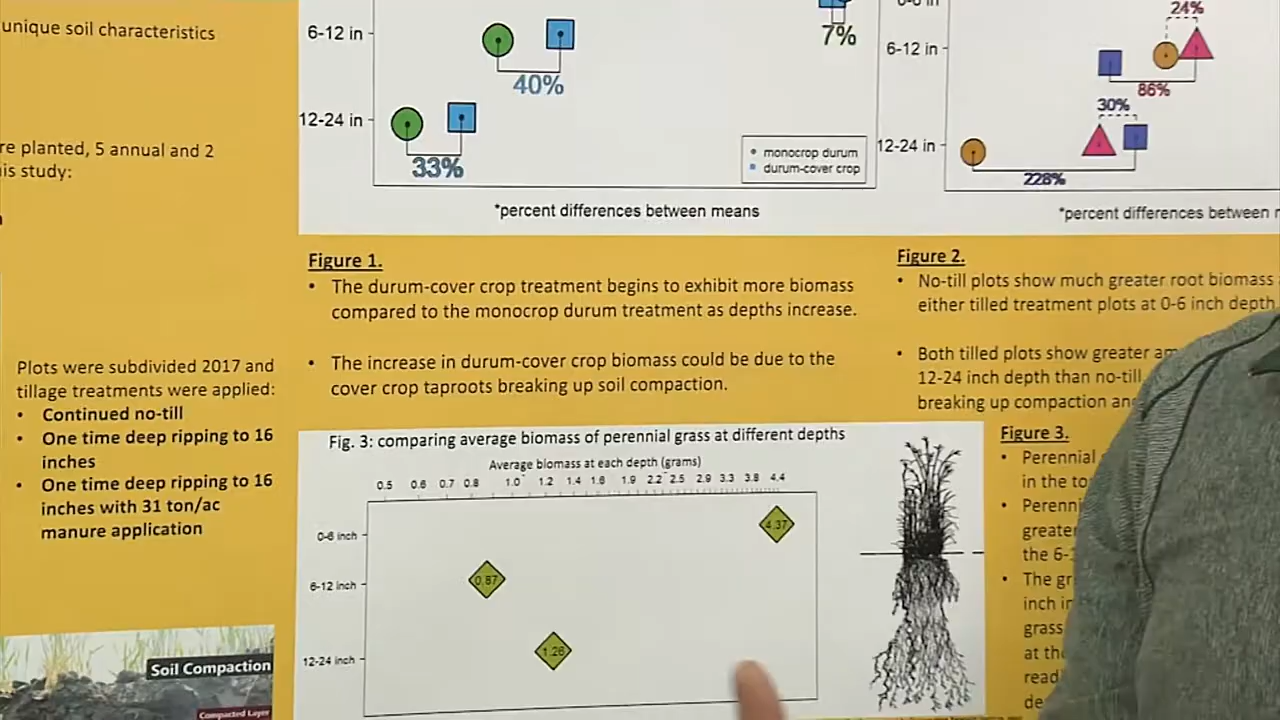 unique soil characteristics
re planted, 5 annual and 2
is study:
Plots were subdivided 2017 and
tillage treatments were applied:
• Continued no-till
• One time deep ripping to 16
inches
• One time deep ripping to 16
inches with 31 ton/ac
manure application
Soil Compaction
Compacted Layer
6-12 in
12-24 in
40%
33%
7%
monocrop durum
durum-cover crop
*percent differences between means
6-12 in
12-24 in
24%
86%
30%
228%
*percent differences between
Figure 1.
• The durum-cover crop treatment begins to exhibit more biomass
compared to the monocrop durum treatment as depths increase.
• The increase in durum-cover crop biomass could be due to the
cover crop taproots breaking up soil compaction.
Figure 2.
• No-till plots show much greater root biomass
either tilled treatment plots at 0-6 inch depth
• Both tilled plots show greater am
12-24 inch depth than no-till
breaking up compaction an
Fig. 3: comparing average biomass of perennial grass at different depths
Average biomass at each depth (grams)
0.5 0.6 0.7 0.8 1.0 1.2 1.4 1.6 1.9 2.2 2.5 2.9 3.3 3.8 4.4
0-6 inch
6-12 inch
12-24 inch
4.37
0.87
1.26
Figure 3.
• Perennial
in the to
• Perenn
greater
the 6-
• The gr
inch in
grass
at th
read
de